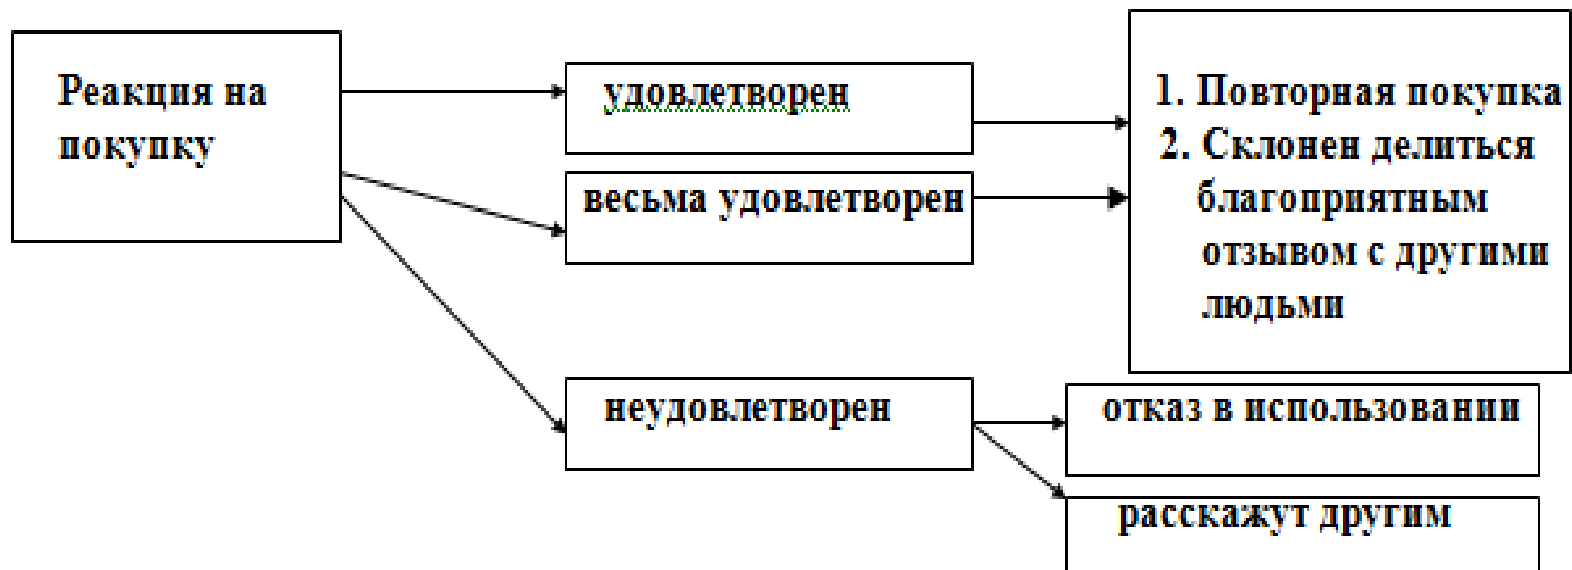 Реакция на
покупку
удовлетворен
весьма удовлетворен
неудовлетворен
1. Повторная покупка
2. Склонен делиться
благоприятным
отзывом с другими
людьми
отказ в использовании
расскажут другим